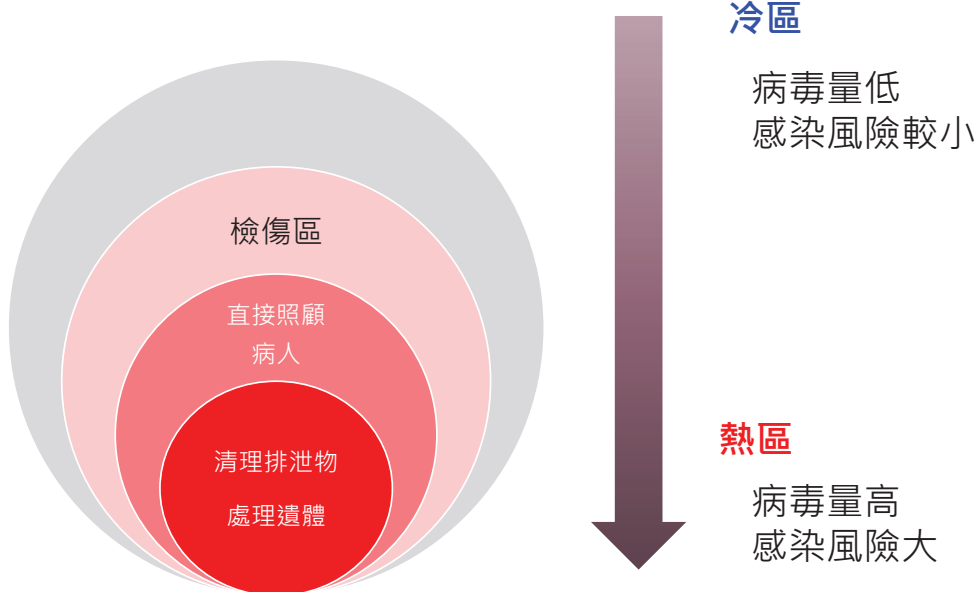 檢傷區
直接照顧
病人
清理排泄物
處理遺體
冷區
病毒量低
感染風險較小
熱區
病毒量高
感染風險大